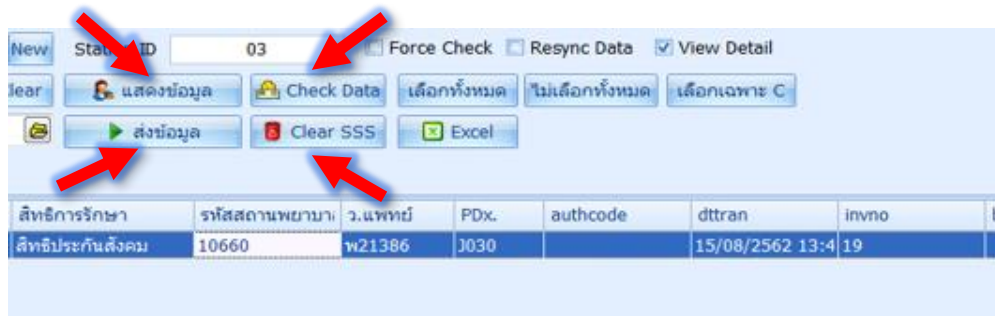 New 03 Force Check Resync Data View Detail
lear แสดงข้อมูล Check Data เลือกทั้งหมด ไม่เลือกทั้งหมด เลือกเฉพาะ C
ส่งข้อมูล Clear SSS Excel
สิทธิการรักษา รหัสสถานพยาบา ว.แพทย์ PDx. authcode dttran invno
สิทธิประกันสังคม 10660 พ21386 J030 15/08/2562 13:4 19